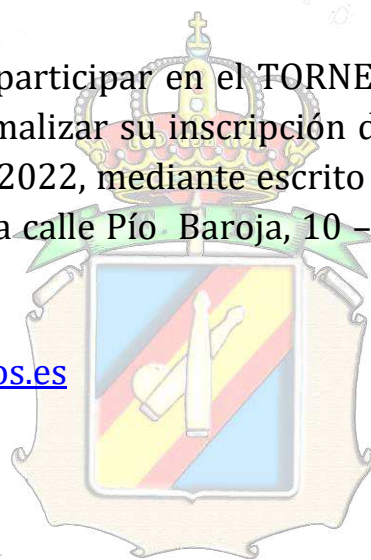 participar en el TORNE
malizar su inscripción d
2022, mediante escrito
a calle Pío Baroja, 10 –
os.es